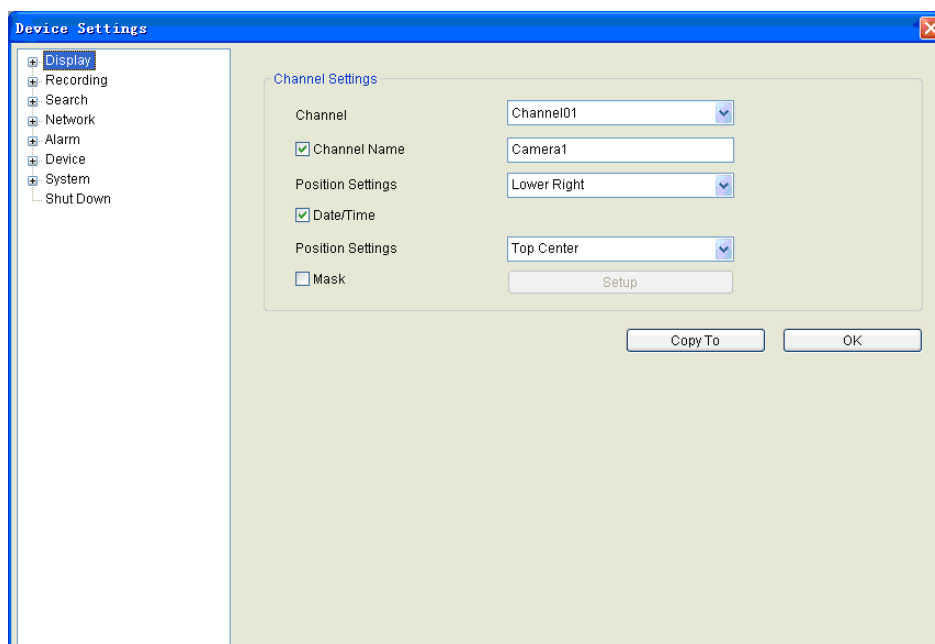 Device Settings
Display
Recording
Search
Network
Alarm
Device
System
Shut Down
Channel Settings
Channel Channel01
Channel Name Camera1
Position Settings Lower Right
Date/Time
Position Settings Top Center
Mask Setup
Copy To OK